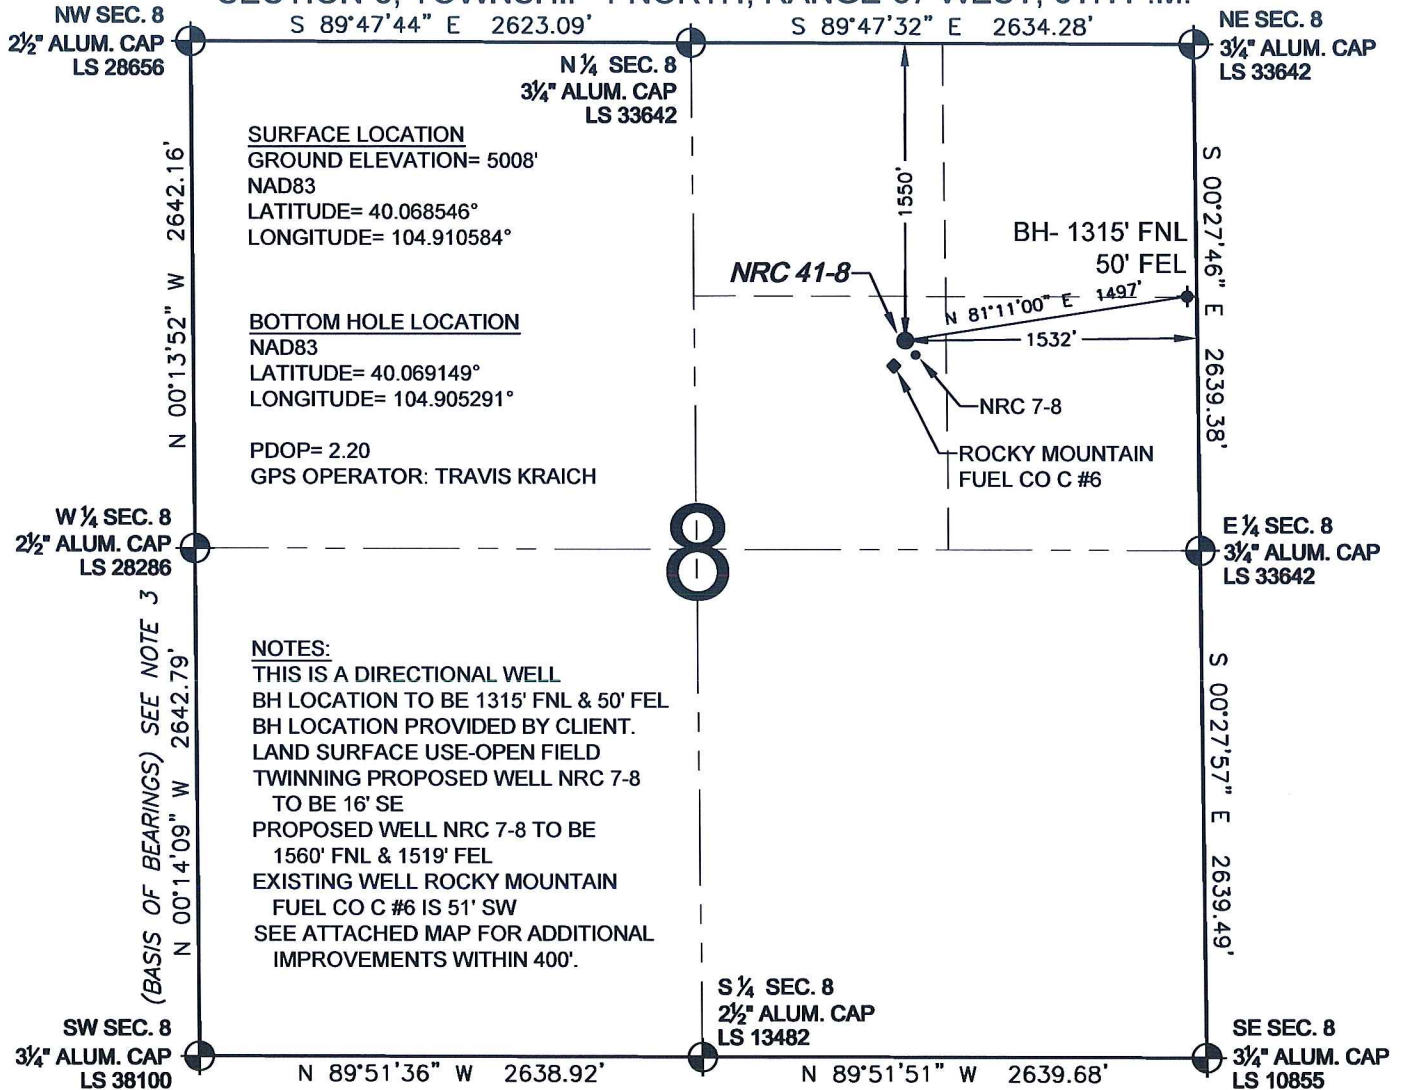 NW SEC. 8
2½" ALUM. CAP
LS 28656
S 89°47'44" E 2623.09'
N ¼ SEC. 8
3¼" ALUM. CAP
LS 33642
S 89°47'32" E 2634.28'
NE SEC. 8
3¼" ALUM. CAP
LS 33642
N 00°13'52" W 2642.16'
SURFACE LOCATION
GROUND ELEVATION= 5008'
NAD83
LATITUDE= 40.068546°
LONGITUDE= 104.910584°
BOTTOM HOLE LOCATION
NAD83
LATITUDE= 40.069149°
LONGITUDE= 104.905291°
PDOP= 2.20
GPS OPERATOR: TRAVIS KRAICH
1550'
S 00°27'46" E 2639.38'
BH- 1315' FNL
50' FEL
NRC 41-8
N 81°11'00" E 1497'
1532'
NRC 7-8
ROCKY MOUNTAIN
FUEL CO C #6
W ¼ SEC. 8
2½" ALUM. CAP
LS 28286
8
E ¼ SEC. 8
3¼" ALUM. CAP
LS 33642
(BASIS OF BEARINGS) SEE NOTE 3
N 00°14'09" W 2642.79'
NOTES:
THIS IS A DIRECTIONAL WELL
BH LOCATION TO BE 1315' FNL & 50' FEL
BH LOCATION PROVIDED BY CLIENT.
LAND SURFACE USE-OPEN FIELD
TWINNING PROPOSED WELL NRC 7-8
TO BE 16' SE
PROPOSED WELL NRC 7-8 TO BE
1560' FNL & 1519' FEL
EXISTING WELL ROCKY MOUNTAIN
FUEL CO C #6 IS 51' SW
SEE ATTACHED MAP FOR ADDITIONAL
IMPROVEMENTS WITHIN 400'.
S 00°27'57" E 2639.49'
SW SEC. 8
3¼" ALUM. CAP
LS 38100
N 89°51'36" W 2638.92'
S ¼ SEC. 8
2½" ALUM. CAP
LS 13482
N 89°51'51" W 2639.68'
SE SEC. 8
3¼" ALUM. CAP
LS 10855